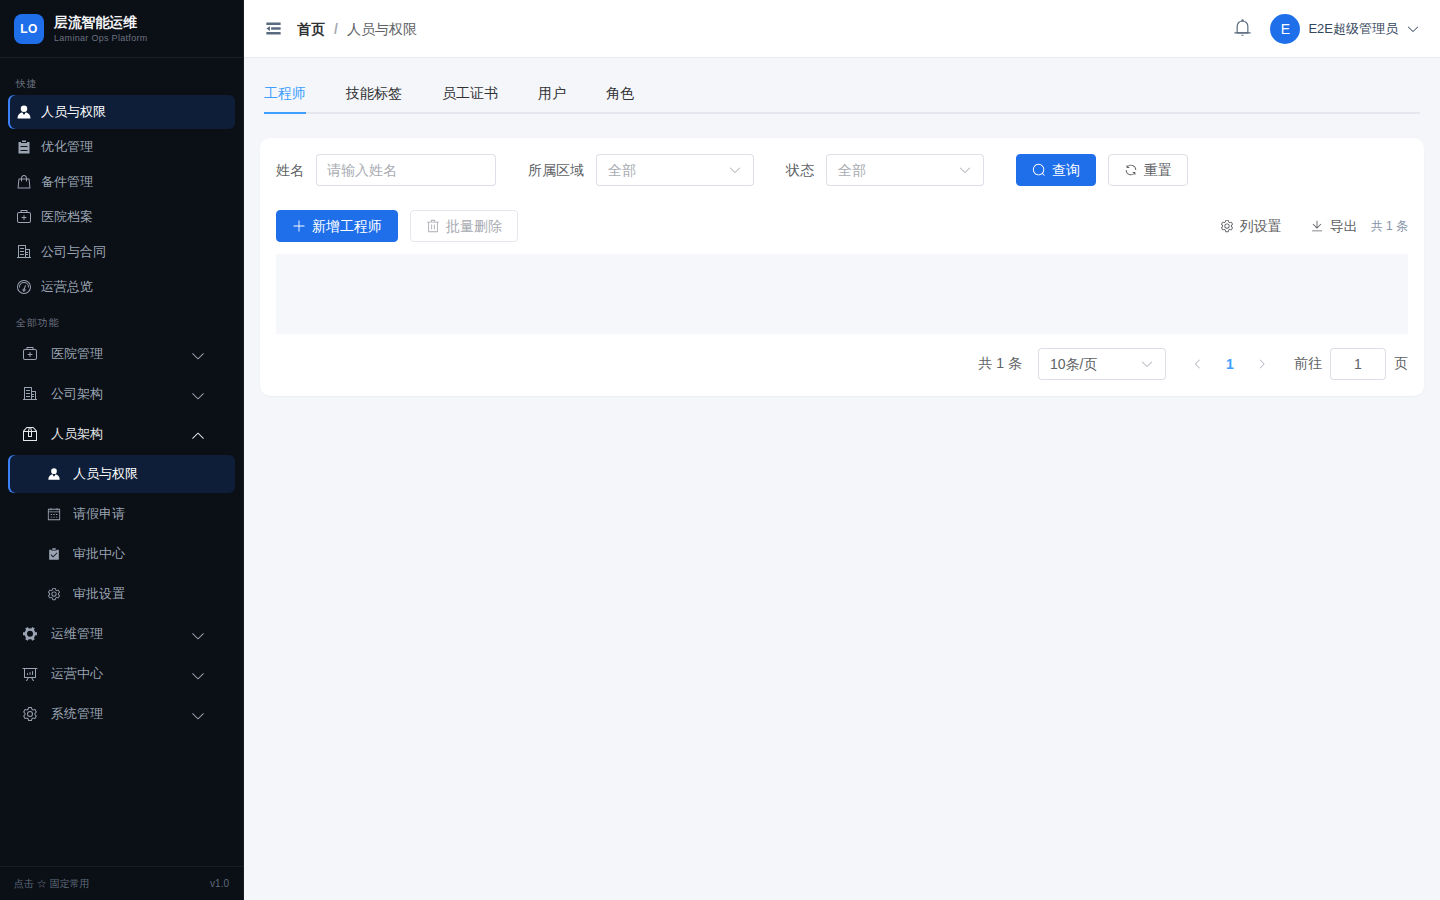 LO
层流智能运维
Laminar Ops Platform
快捷
人员与权限
优化管理
备件管理
医院档案
公司与合同
运营总览
全部功能
医院管理
公司架构
人员架构
人员与权限
请假申请
审批中心
审批设置
运维管理
运营中心
系统管理
点击 ☆ 固定常用 v1.0
首页 / 人员与权限
E E2E超级管理员
工程师 技能标签 员工证书 用户 角色
姓名 请输入姓名 所属区域 全部 状态 全部 查询 重置
新增工程师 批量删除 列设置 导出 共 1 条
共 1 条 10条/页 1 前往 1 页